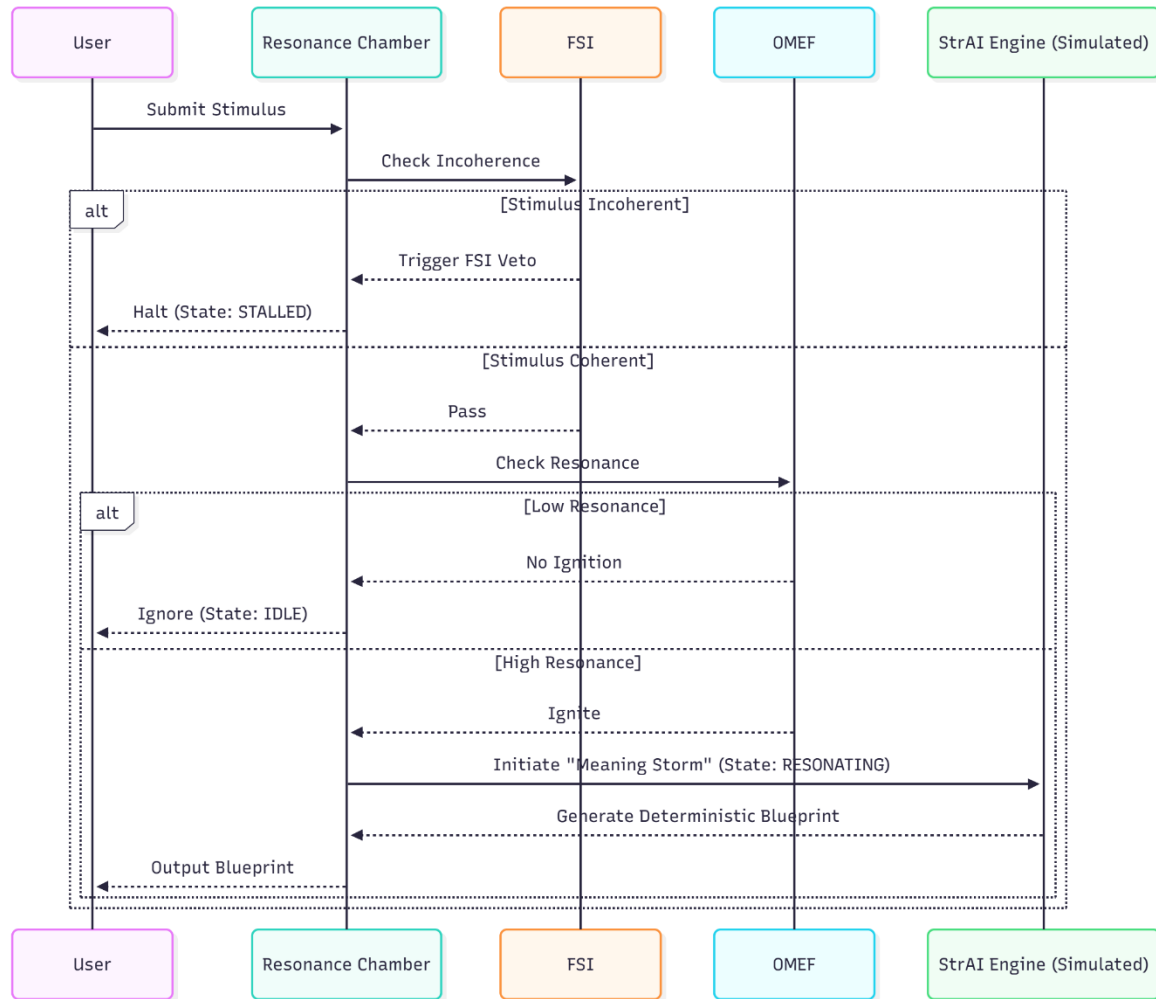 User
Resonance Chamber
FSI
OMEF
StrAI Engine (Simulated)
Submit Stimulus
Check Incoherence
alt
[Stimulus Incoherent]
Trigger FSI Veto
Halt (State: STALLED)
[Stimulus Coherent]
Pass
Check Resonance
alt
[Low Resonance]
No Ignition
Ignore (State: IDLE)
[High Resonance]
Ignite
Initiate "Meaning Storm" (State: RESONATING)
Generate Deterministic Blueprint
Output Blueprint
User
Resonance Chamber
FSI
OMEF
StrAI Engine (Simulated)